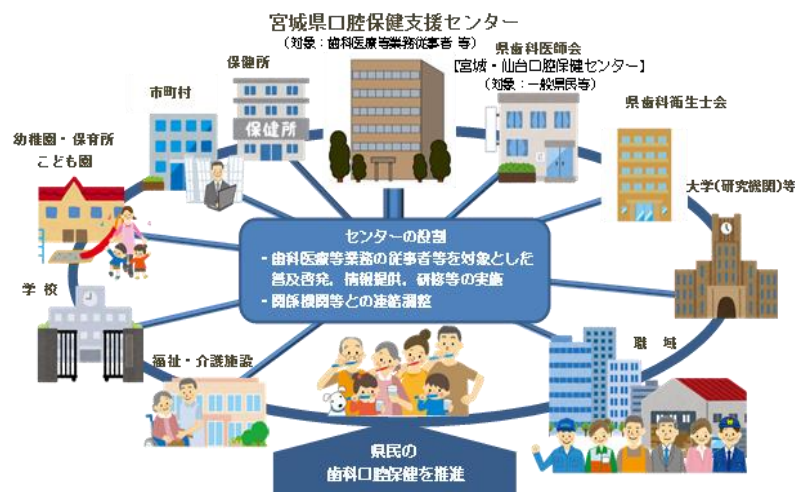 宮城県口腔保健支援センター
（対象：歯科医療等業務従事者 等）
保健所
県歯科医師会
【宮城・仙台口腔保健センター】
（対象：一般県民等）
市町村
県歯科衛生士会
保健所
幼稚園・保育所
こども園
大学(研究機関)等
センターの役割
・歯科医療等業務の従事者等を対象とした
普及啓発，情報提供，研修等の実施
・関係機関等との連絡調整
学 校
福祉・介護施設
職 域
県民の
歯科口腔保健を推進